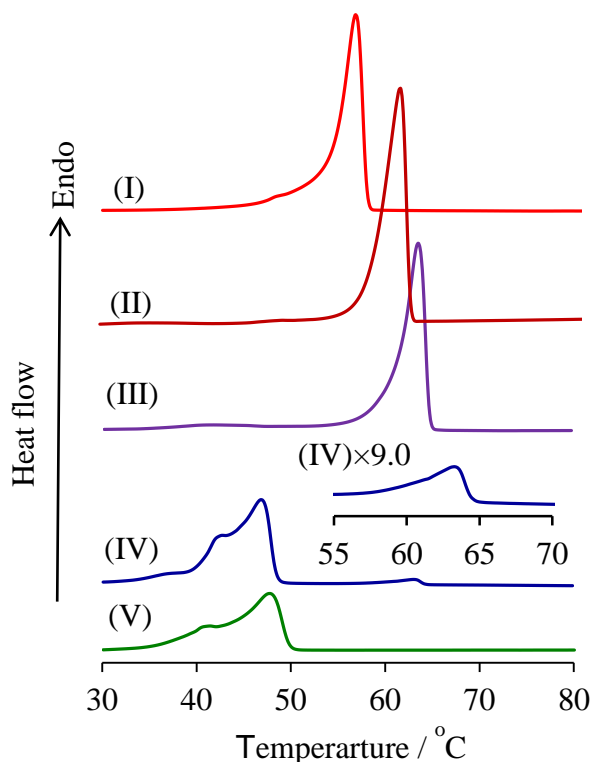 Endo
Heat flow
(I)
(II)
(III)
(IV)×9.0
55 60 65 70
(IV)
(V)
30 40 50 60 70 80
Temperarture / °C